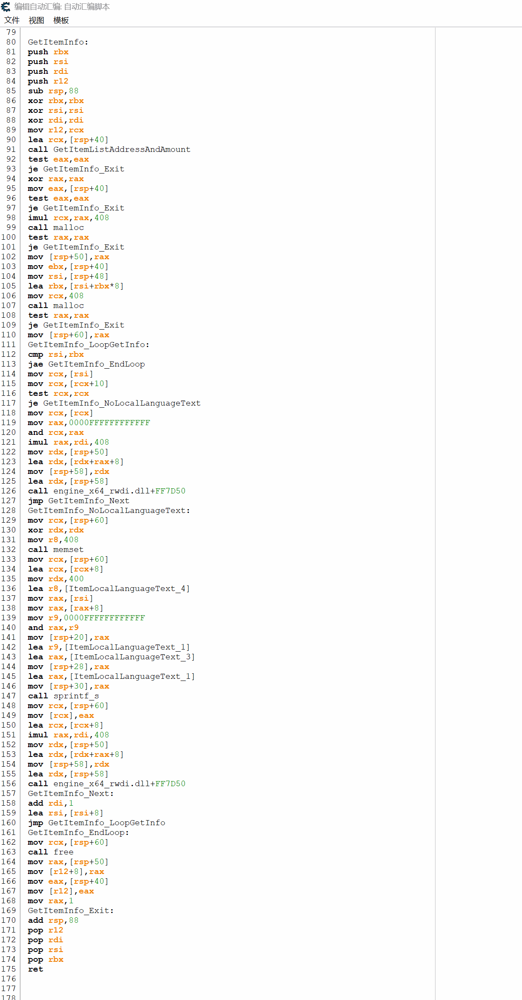 编辑自动汇编: 自动汇编脚本
文件 视图 模板
79
80 GetItemInfo:
81 push rbx
82 push rsi
83 push rdi
84 push r12
85 sub rsp,88
86 xor rbx,rbx
87 xor rsi,rsi
88 xor rdi,rdi
89 mov r12,rcx
90 lea rcx,[rsp+40]
91 call GetItemListAddressAndAmount
92 test eax,eax
93 je GetItemInfo_Exit
94 xor rax,rax
95 mov eax,[rsp+40]
96 test eax,eax
97 je GetItemInfo_Exit
98 imul rcx,rax,408
99 call malloc
100 test rax,rax
101 je GetItemInfo_Exit
102 mov [rsp+50],rax
103 mov ebx,[rsp+40]
104 mov rsi,[rsp+48]
105 lea rbx,[rsi+rbx*8]
106 mov rcx,408
107 call malloc
108 test rax,rax
109 je GetItemInfo_Exit
110 mov [rsp+60],rax
111 GetItemInfo_LoopGetInfo:
112 cmp rsi,rbx
113 jae GetItemInfo_EndLoop
114 mov rcx,[rsi]
115 mov rcx,[rcx+10]
116 test rcx,rcx
117 je GetItemInfo_NoLocalLanguageText
118 mov rcx,[rcx]
119 mov rax,0000FFFFFFFFFFFF
120 and rcx,rax
121 imul rax,rdi,408
122 mov rdx,[rsp+50]
123 lea rdx,[rdx+rax+8]
124 mov [rsp+58],rdx
125 lea rdx,[rsp+58]
126 call engine_x64_rwdi.dll+FF7D50
127 jmp GetItemInfo_Next
128 GetItemInfo_NoLocalLanguageText:
129 mov rcx,[rsp+60]
130 xor rdx,rdx
131 mov r8,408
132 call memset
133 mov rcx,[rsp+60]
134 lea rcx,[rcx+8]
135 mov rdx,400
136 lea r8,[ItemLocalLanguageText_4]
137 mov rax,[rsi]
138 mov rax,[rax+8]
139 mov r9,0000FFFFFFFFFFFF
140 and rax,r9
141 mov [rsp+20],rax
142 lea r9,[ItemLocalLanguageText_1]
143 lea rax,[ItemLocalLanguageText_3]
144 mov [rsp+28],rax
145 lea rax,[ItemLocalLanguageText_1]
146 mov [rsp+30],rax
147 call sprintf_s
148 mov rcx,[rsp+60]
149 mov [rcx],eax
150 lea rcx,[rcx+8]
151 imul rax,rdi,408
152 mov rdx,[rsp+50]
153 lea rdx,[rdx+rax+8]
154 mov [rsp+58],rdx
155 lea rdx,[rsp+58]
156 call engine_x64_rwdi.dll+FF7D50
157 GetItemInfo_Next:
158 add rdi,1
159 lea rsi,[rsi+8]
160 jmp GetItemInfo_LoopGetInfo
161 GetItemInfo_EndLoop:
162 mov rcx,[rsp+60]
163 call free
164 mov rax,[rsp+50]
165 mov [r12+8],rax
166 mov eax,[rsp+40]
167 mov [r12],eax
168 mov rax,1
169 GetItemInfo_Exit:
170 add rsp,88
171 pop r12
172 pop rdi
173 pop rsi
174 pop rbx
175 ret
176
177
178